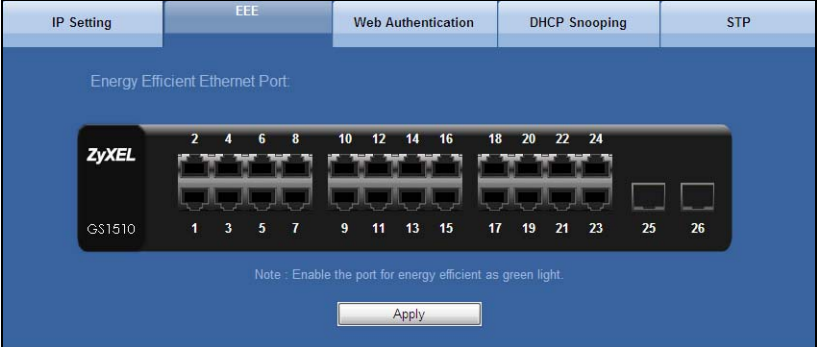 IP Setting EEE Web Authentication DHCP Snooping STP
Energy Efficient Ethernet Port:
2 4 6 8 10 12 14 16 18 20 22 24
ZyXEL
GS1510 1 3 5 7 9 11 13 15 17 19 21 23 25 26
Note : Enable the port for energy efficient as green light.
Apply